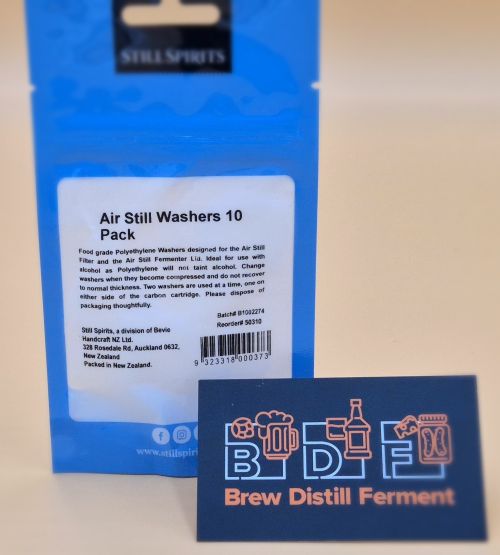 STILL SPIRITS
Air Still Washers 10
Pack
Food grade Polyethylene Washers designed for the Air Still
Filter and the Air Still Fermenter Lid. Ideal for use with
alcohol as Polyethylene will not taint alcohol. Change
washers when they become compressed and do not recover
to normal thickness. Two washers are used at a time, one on
either side of the carbon cartridge. Please dispose of
packaging thoughtfully.
Batch# B1002274
Reorder# 50310
Still Spirits, a division of Bevie
Handcraft NZ Ltd.
328 Rosedale Rd, Auckland 0632,
New Zealand
Packed in New Zealand.
9 323318 000373
www.stillspi
B D F
Brew Distill Ferment